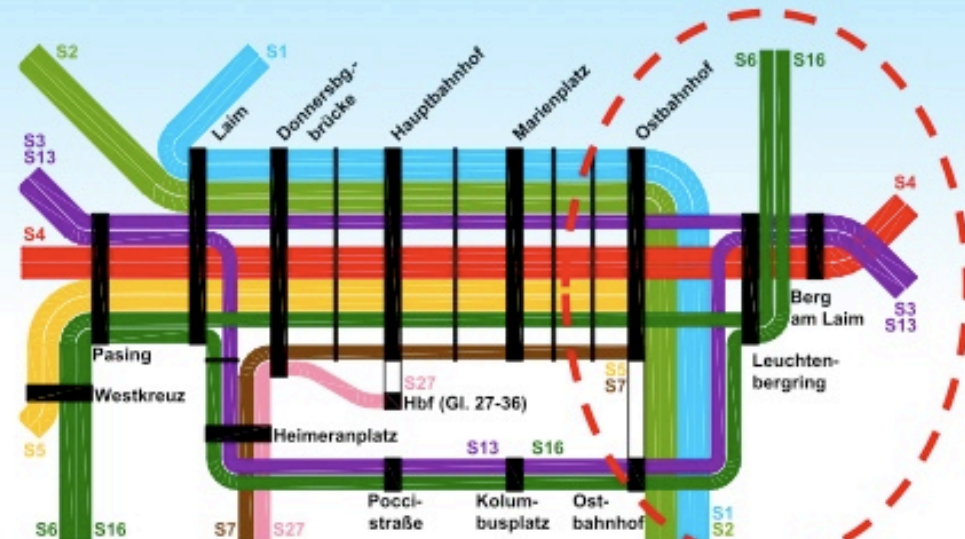 S2
S1
S3
S13
S4
Laim
Donnersbg.-
brücke
Hauptbahnhof
Marienplatz
Ostbahnhof
S6
S16
S4
Berg
am Laim
S3
S13
Pasing
Westkreuz
S27
Hbf (Gl. 27-36)
S5
S7
Leuchten-
bergring
S5
Heimeranplatz
S13
S16
Pocci-
straße
Kolum-
busplatz
Ost-
bahnhof
S1
S2
S6
S16
S7
S27